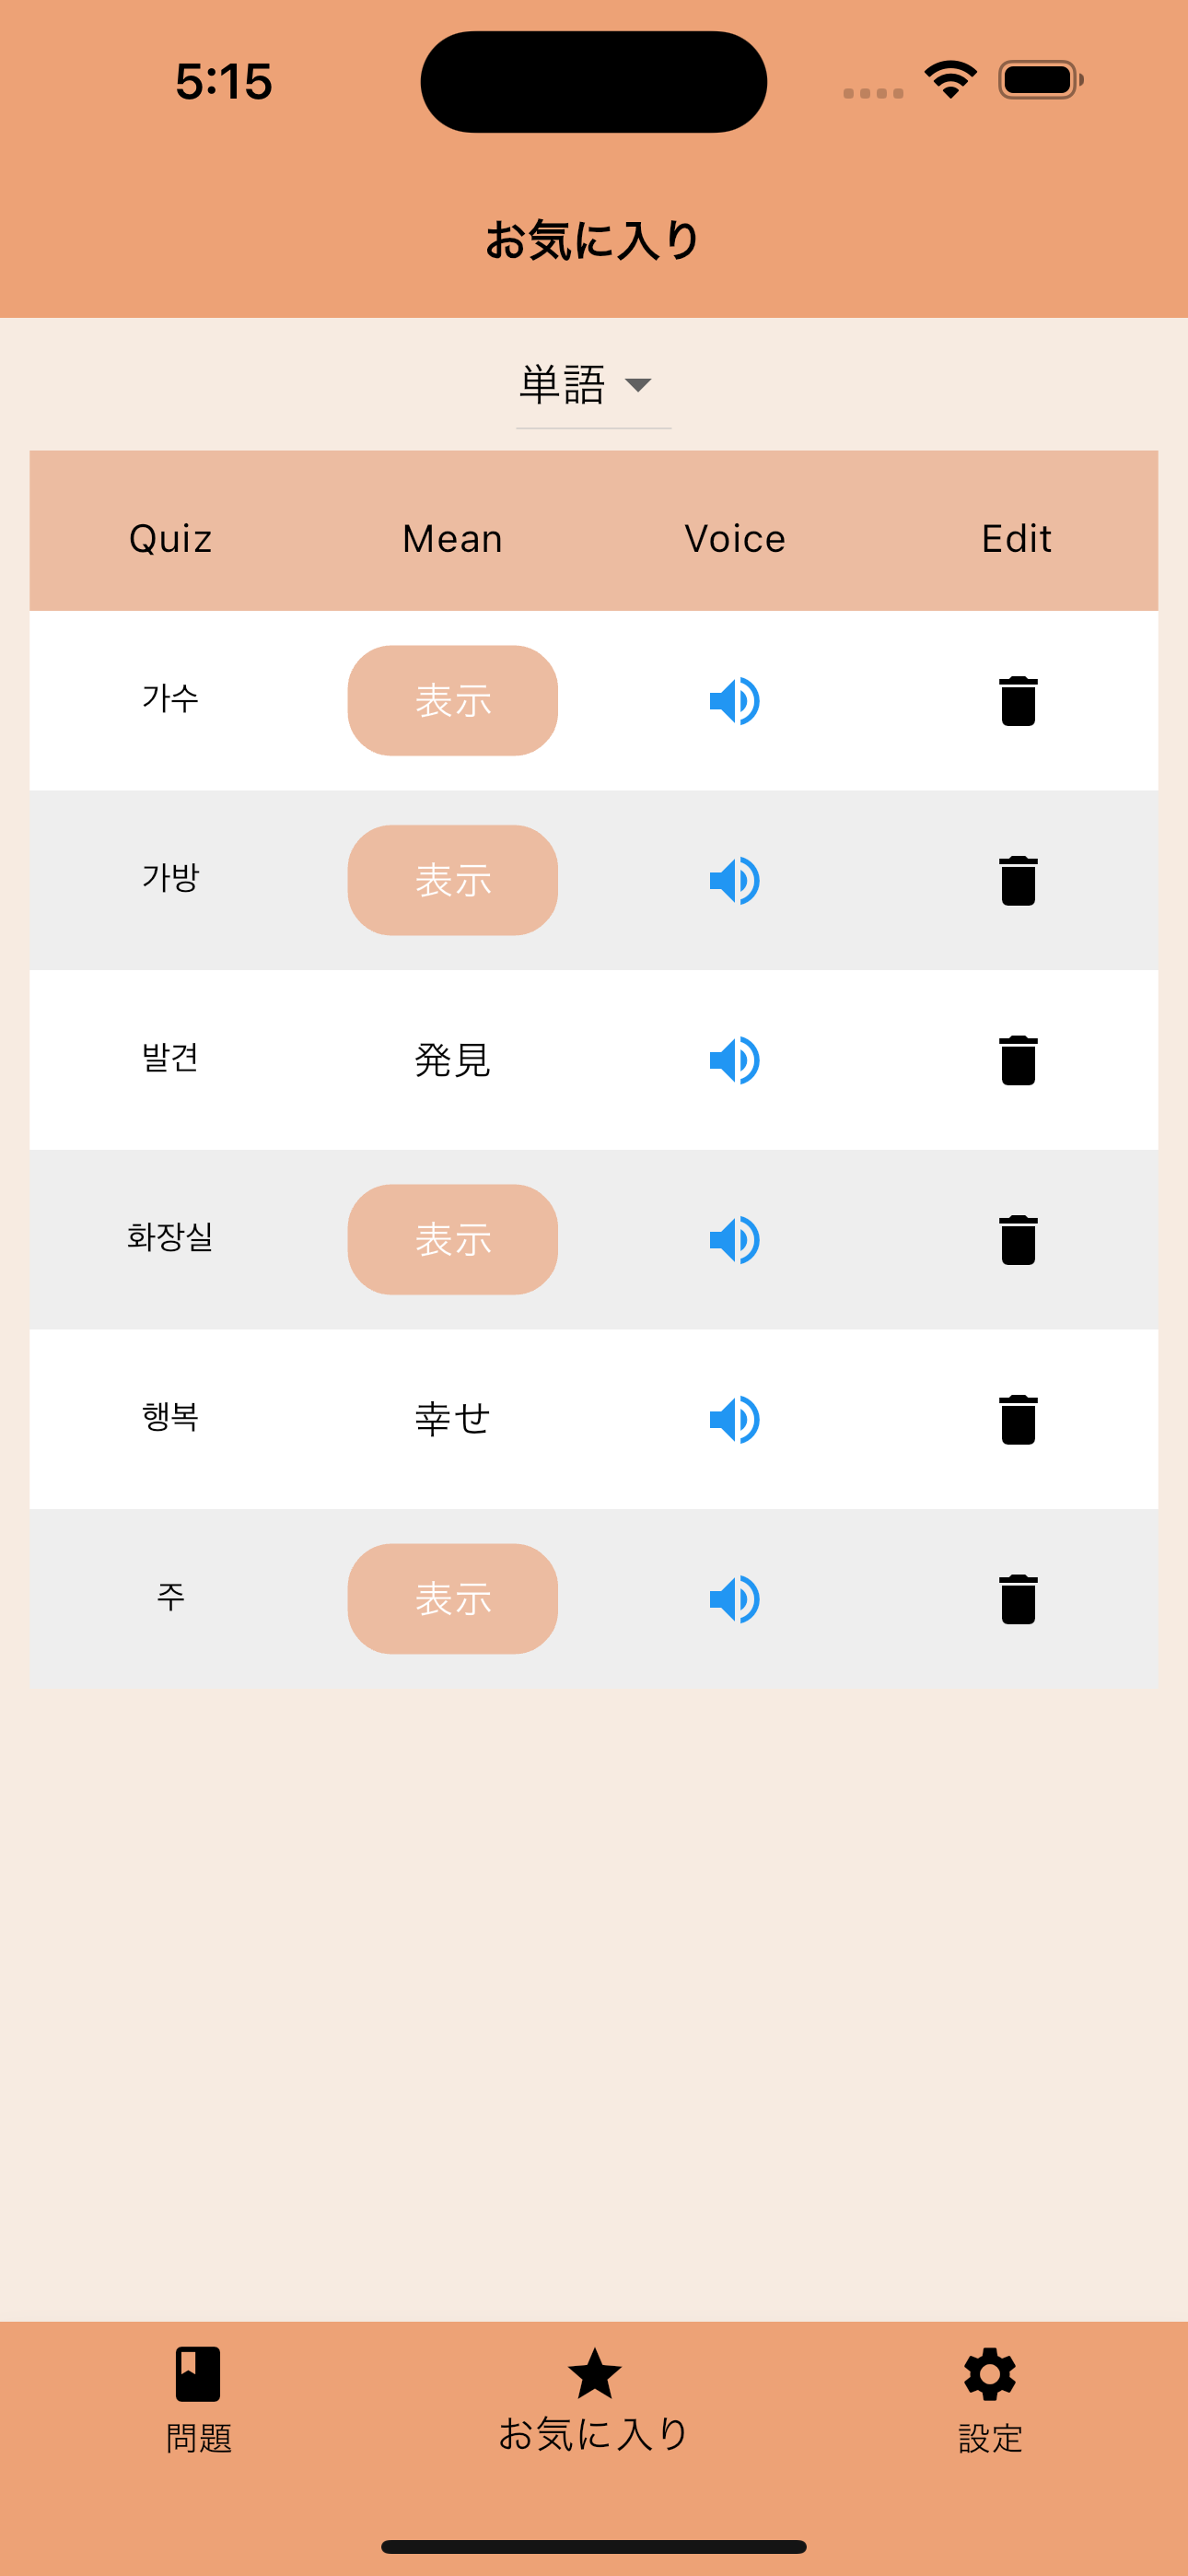 5:15
お気に入り
単語
Quiz Mean Voice Edit
가수 表示
가방 表示
발견 発見
화장실 表示
행복 幸せ
주 表示
問題 お気に入り 設定